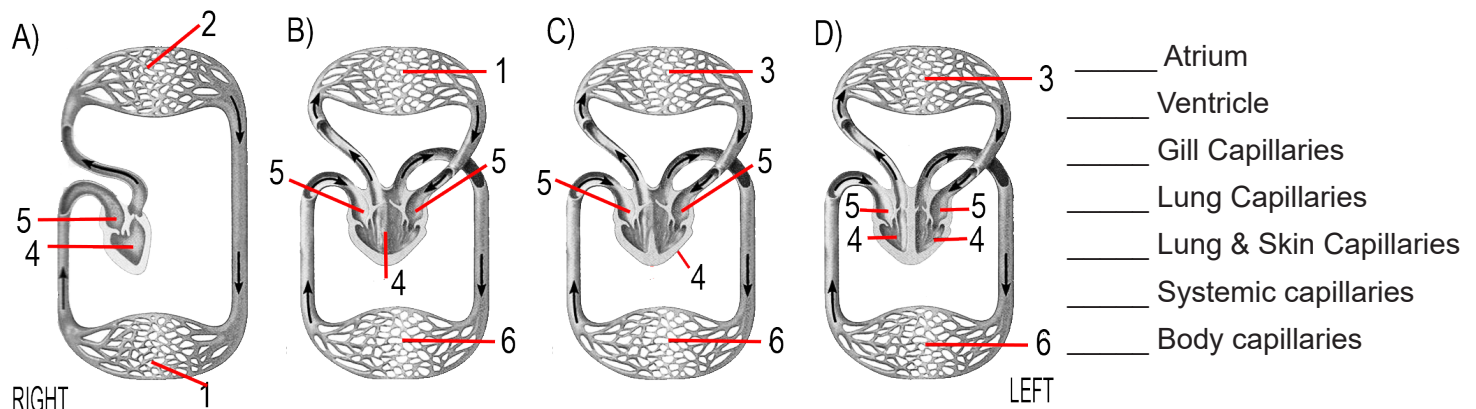 A)
2
5
4
1
RIGHT
B)
1
5
5
4
6
C)
3
5
5
4
6
D)
3
5
5
4
4
6
LEFT
______ Atrium
______ Ventricle
______ Gill Capillaries
______ Lung Capillaries
______ Lung & Skin Capillaries
______ Systemic capillaries
______ Body capillaries